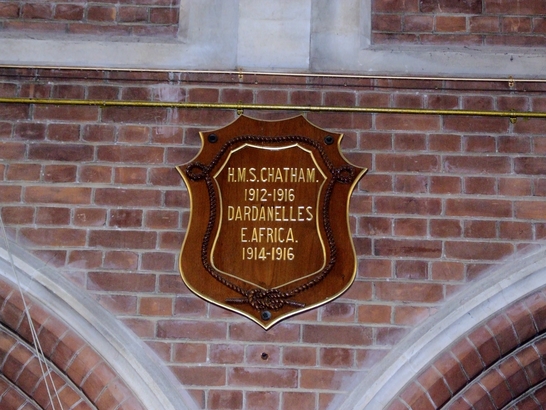 H.M.S. CHATHAM.
1912-1916
DARDANELLES
E. AFRICA.
1914-1916